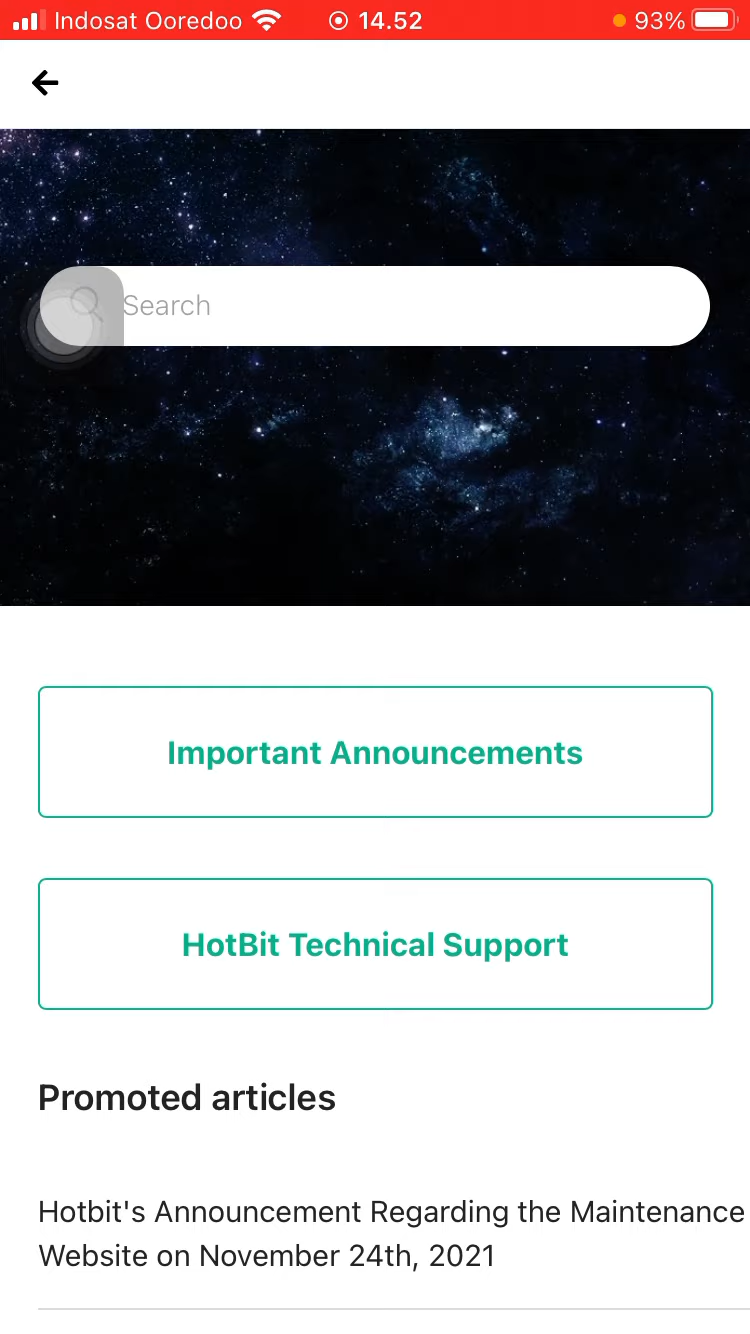 Indosat Ooredoo 14.52 93%
Search
Important Announcements
HotBit Technical Support
Promoted articles
Hotbit's Announcement Regarding the Maintenance
Website on November 24th, 2021